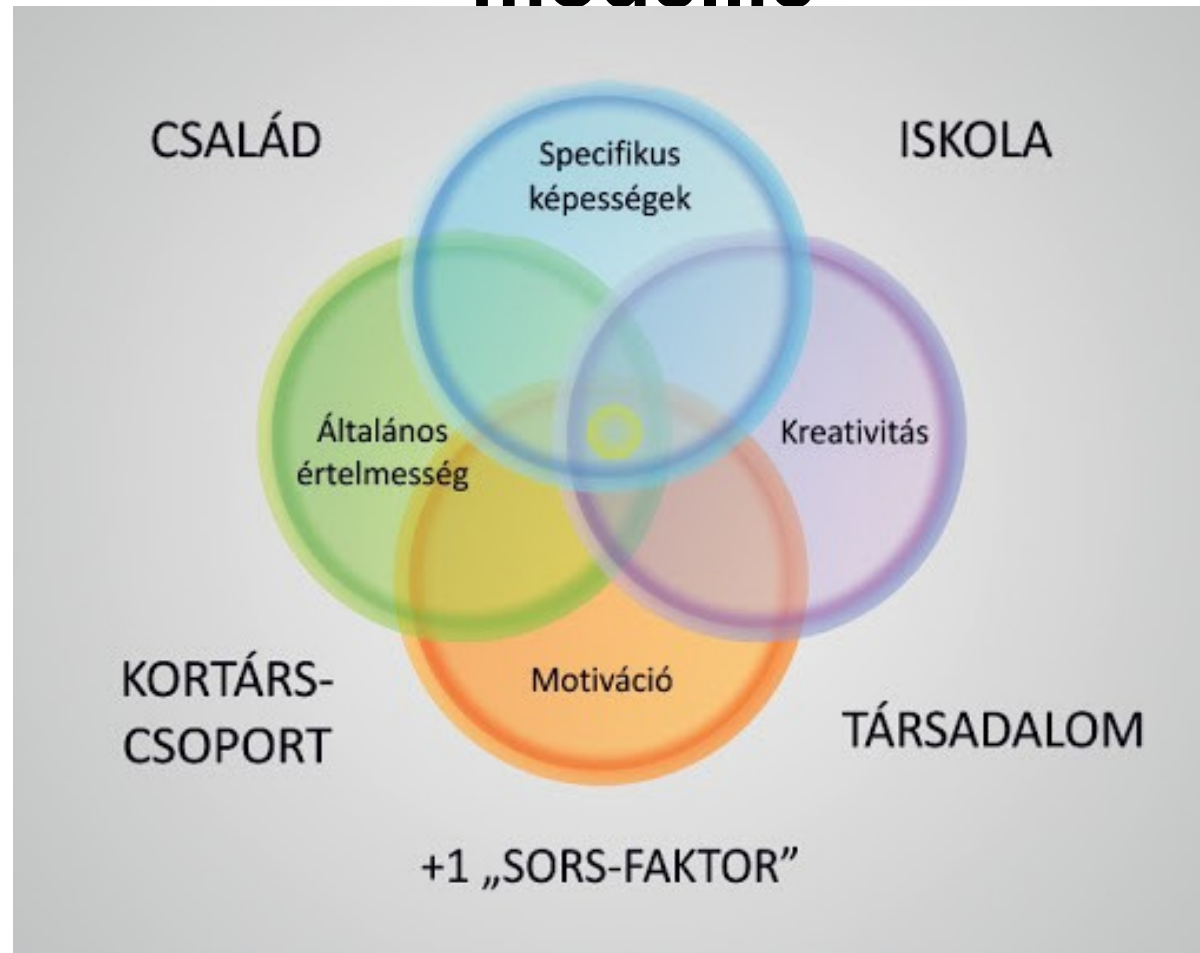 CSALÁD
ISKOLA
Specifikus
képességek
Általános
értelmesség
Kreativitás
Motiváció
KORTÁRS-
CSOPORT
TÁRSADALOM
+1 „SORS-FAKTOR”